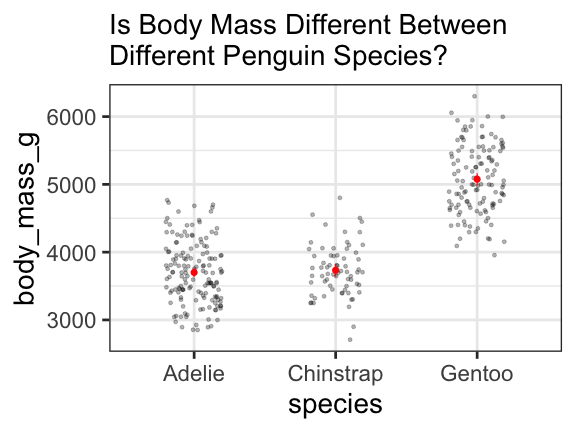 Is Body Mass Different Between
Different Penguin Species?
body_mass_g
6000
5000
4000
3000
Adelie Chinstrap Gentoo
species